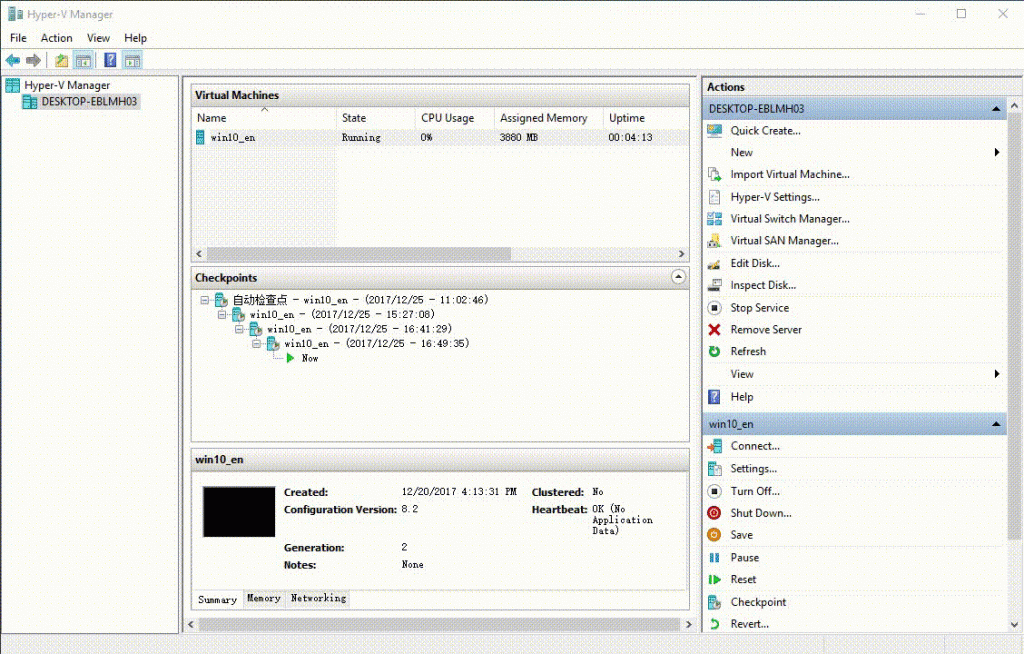 Hyper-V Manager
File Action View Help
Hyper-V Manager
DESKTOP-EBLMH03
Virtual Machines
Name State CPU Usage Assigned Memory Uptime
win10_en Running 0% 3880 MB 00:04:13
Checkpoints
自动检查点 - win10_en - (2017/12/25 - 11:02:46)
win10_en - (2017/12/25 - 15:27:08)
win10_en - (2017/12/25 - 16:41:29)
win10_en - (2017/12/25 - 16:49:35)
Now
win10_en
Created: 12/20/2017 4:13:31 PM Clustered: No
Configuration Version: 8.2 Heartbeat: OK (No
Application
Data)
Generation: 2
Notes: None
Summary Memory Networking
Actions
DESKTOP-EBLMH03
Quick Create...
New
Import Virtual Machine...
Hyper-V Settings...
Virtual Switch Manager...
Virtual SAN Manager...
Edit Disk...
Inspect Disk...
Stop Service
Remove Server
Refresh
View
Help
win10_en
Connect...
Settings...
Turn Off...
Shut Down...
Save
Pause
Reset
Checkpoint
Revert...